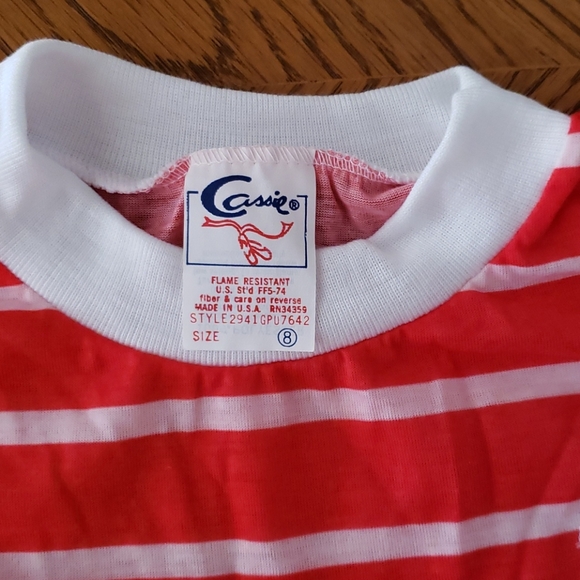 Cassie®
FLAME RESISTANT
U.S. St'd FF5-74
fiber & care on reverse
MADE IN U.S.A. RN34359
STYLE2941GPU7642
SIZE 8